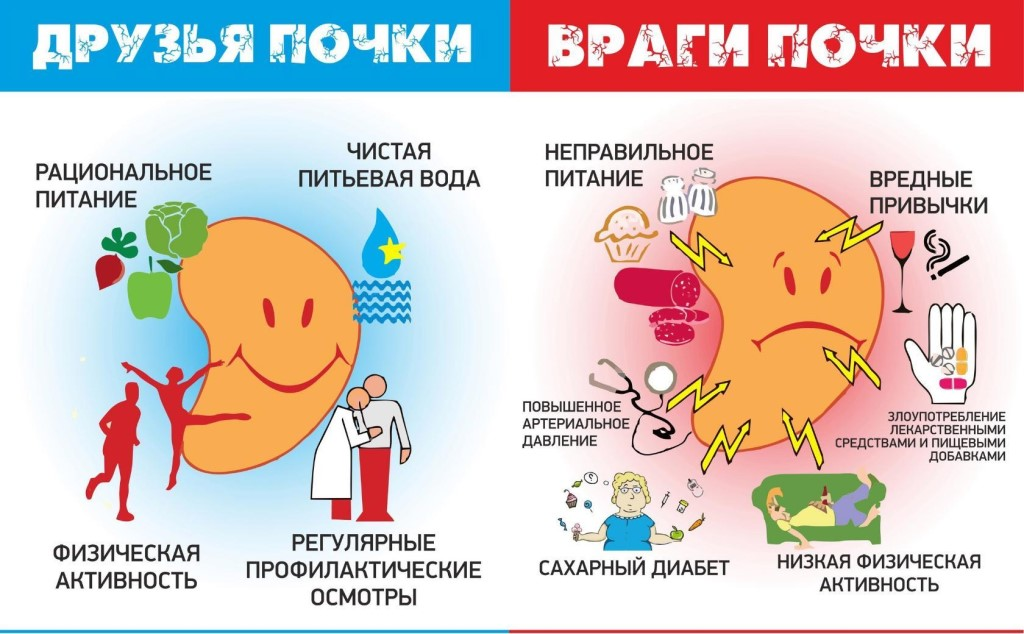 ДРУЗЬЯ ПОЧКИ
РАЦИОНАЛЬНОЕ
ПИТАНИЕ
ЧИСТАЯ
ПИТЬЕВАЯ ВОДА
ФИЗИЧЕСКАЯ
АКТИВНОСТЬ
РЕГУЛЯРНЫЕ
ПРОФИЛАКТИЧЕСКИЕ
ОСМОТРЫ
ВРАГИ ПОЧКИ
НЕПРАВИЛЬНОЕ
ПИТАНИЕ
ВРЕДНЫЕ
ПРИВЫЧКИ
ПОВЫШЕННОЕ
АРТЕРИАЛЬНОЕ
ДАВЛЕНИЕ
ЗЛОУПОТРЕБЛЕНИЕ
ЛЕКАРСТВЕННЫМИ
СРЕДСТВАМИ И ПИЩЕВЫМИ
ДОБАВКАМИ
САХАРНЫЙ ДИАБЕТ
НИЗКАЯ ФИЗИЧЕСКАЯ
АКТИВНОСТЬ